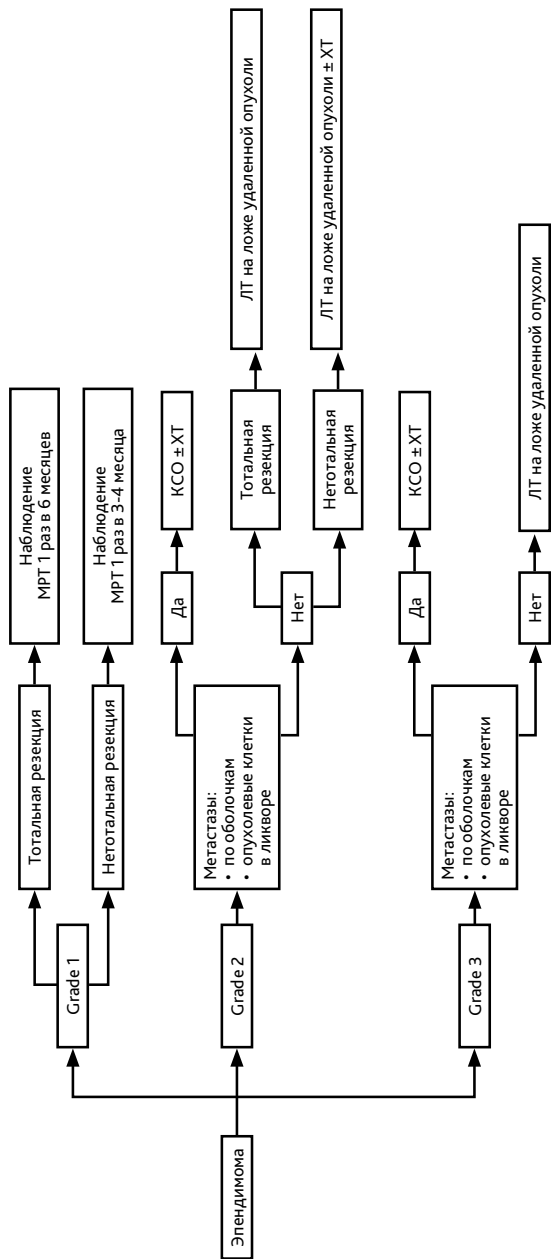 Эпендимома
Grade 1
Тотальная резекция
Наблюдение
МРТ 1 раз в 6 месяцев
Нетотальная резекция
Наблюдение
МРТ 1 раз в 3-4 месяца
Grade 2
Метастазы:
• по оболочкам
• опухолевые клетки
в ликворе
Да
КСО ± ХТ
Нет
Тотальная
резекция
ЛТ на ложе удаленной опухоли
Нетотальная
резекция
ЛТ на ложе удаленной опухоли ± ХТ
Grade 3
Метастазы:
• по оболочкам
• опухолевые клетки
в ликворе
Да
КСО ± ХТ
Нет
ЛТ на ложе удаленной опухоли